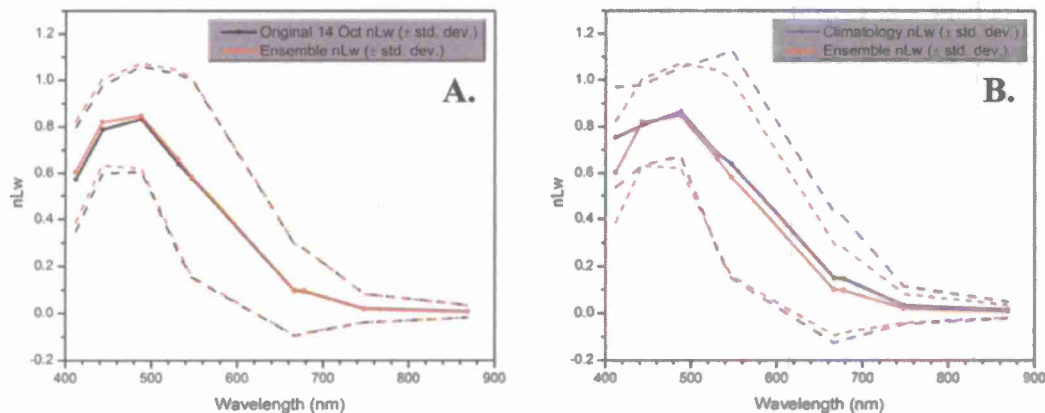 Original 14 Oct nLw (± std. dev.)
Ensemble nLw (± std. dev.)
A.
nLw
1.2
1.0
0.8
0.6
0.4
0.2
0.0
-0.2
400 500 600 700 800 900
Wavelength (nm)
Climatology nLw (± std. dev.)
Ensemble nLw (± std. dev.)
B.
nLw
1.2
1.0
0.8
0.6
0.4
0.2
0.0
-0.2
400 500 600 700 800 900
Wavelength (nm)